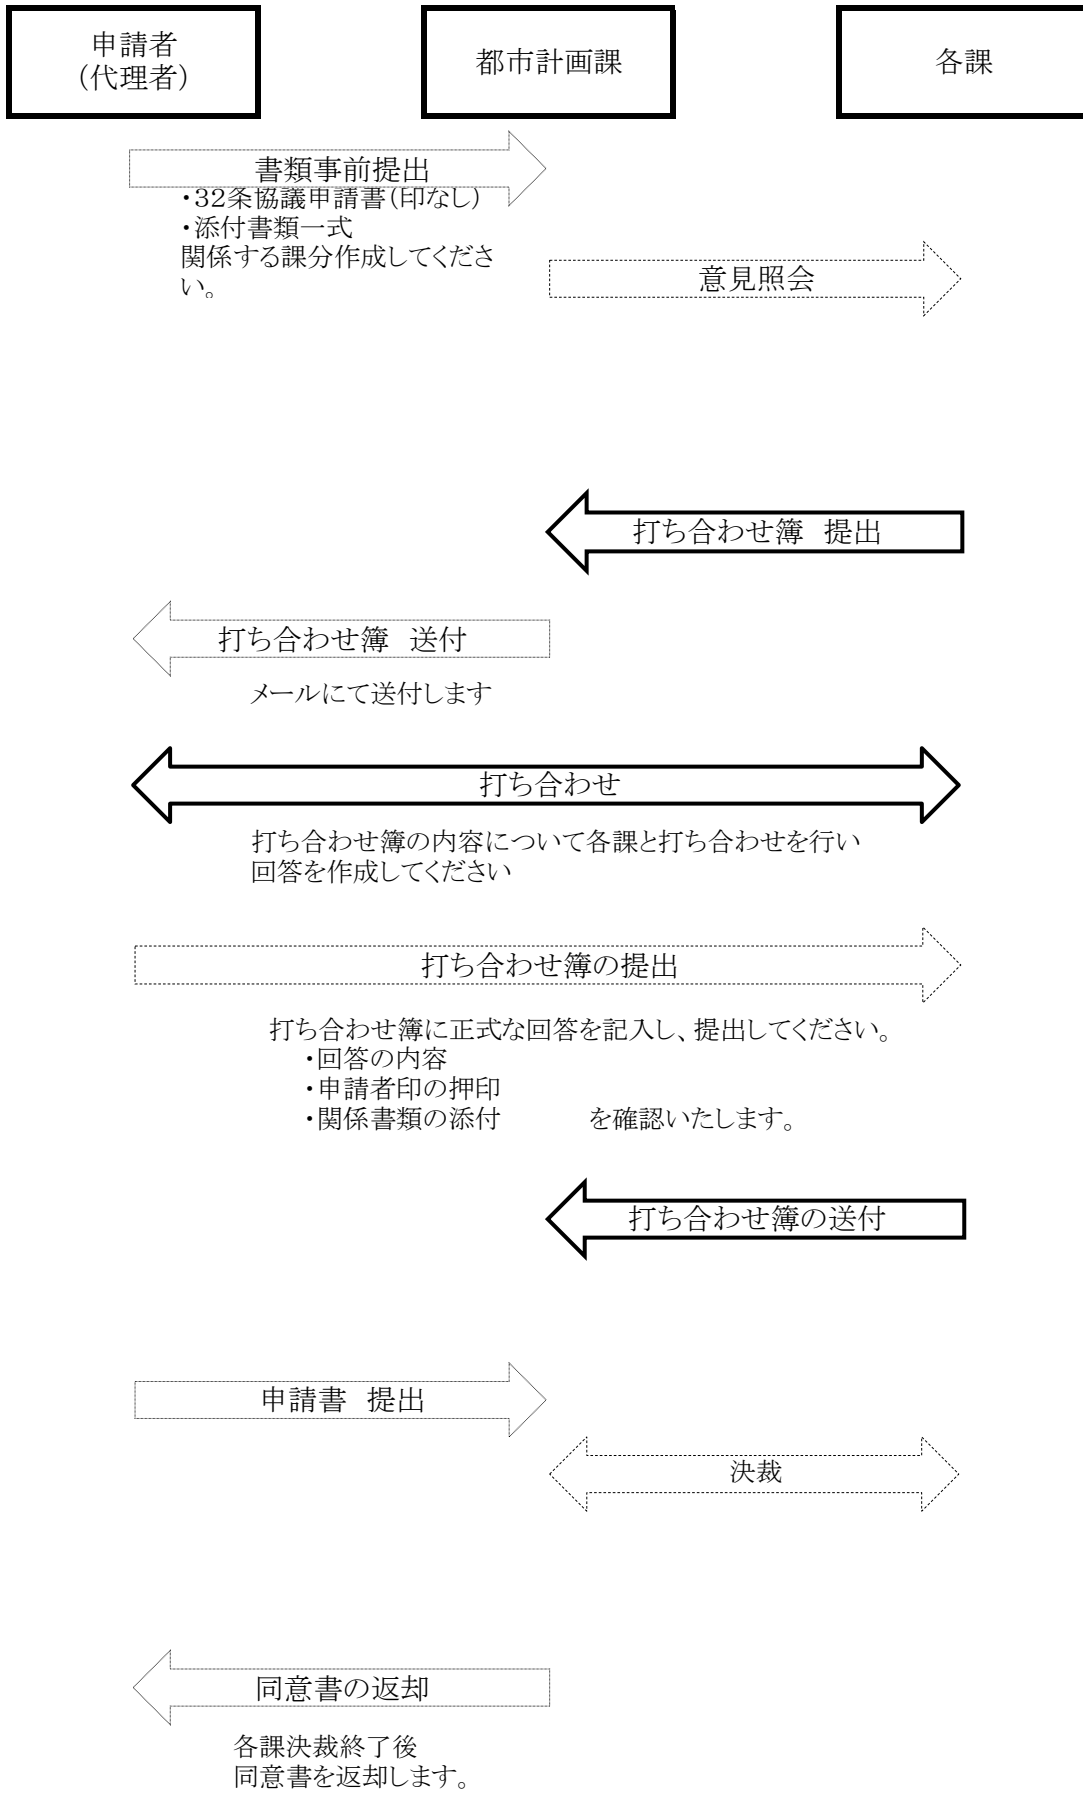 申請者
(代理者)
都市計画課
各課
書類事前提出
・32条協議申請書(印なし)
・添付書類一式
関係する課分作成してくださ
い。
意見照会
打ち合わせ簿　提出
打ち合わせ簿　送付
メールにて送付します
打ち合わせ
打ち合わせ簿の内容について各課と打ち合わせを行い
回答を作成してください
打ち合わせ簿の提出
打ち合わせ簿に正式な回答を記入し、提出してください。
・回答の内容
・申請者印の押印
・関係書類の添付　　　を確認いたします。
打ち合わせ簿の送付
申請書　提出
決裁
同意書の返却
各課決裁終了後
同意書を返却します。